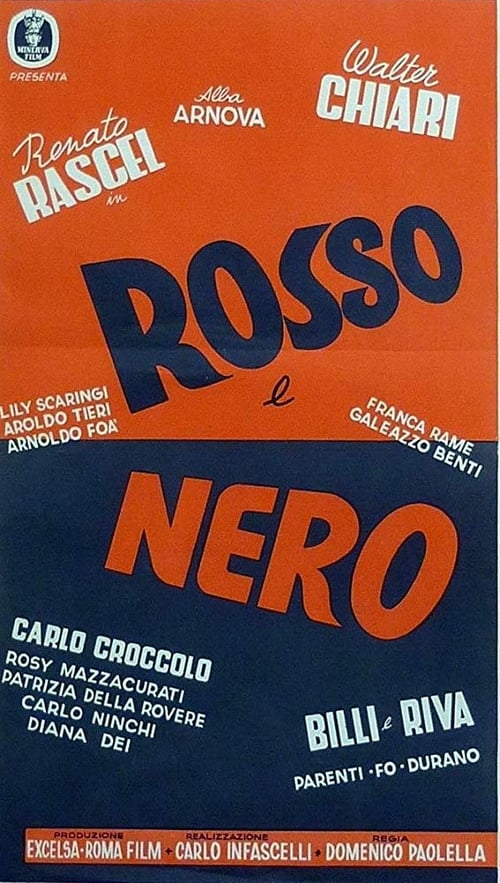 MINERVA
FILM
PRESENTA
Renato
RASCEL
in
Alba
ARNOVA
Walter
CHIARI
ROSSO
e
NERO
LILY SCARINGI
AROLDO TIERI
ARNOLDO FOÀ
FRANCA RAME
GALEAZZO BENTI
CARLO CROCCOLO
ROSY MAZZACURATI
PATRIZIA DELLA ROVERE
CARLO NINCHI
DIANA DEI
BILLI e RIVA
PARENTI - FO - DURANO
PRODUZIONE REALIZZAZIONE REGIA
EXCELSA-ROMA FILM + CARLO INFASCELLI + DOMENICO PAOLELLA